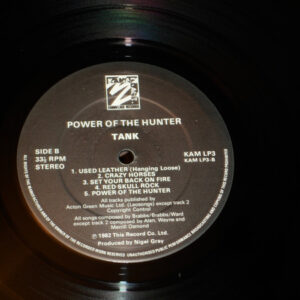 POWER OF THE HUNTER
TANK
SIDE B
33⅓ RPM
STEREO
KAM LP3
KAM LP3-B
1. USED LEATHER (Hanging Loose)
2. CRAZY HORSES
3. SET YOUR BACK ON FIRE
4. RED SKULL ROCK
5. POWER OF THE HUNTER
All tracks published by
Acton Green Music Ltd. (Leosongs) except track 2
Copyright Control
All songs composed by Brabbs/Brabbs/Ward
except track 2 composed by Alan, Wayne and
Merrill Osmond
℗ 1982 This Record Co. Ltd.
Produced by Nigel Gray
UNAUTHORISED PUBLIC PERFORMANCE